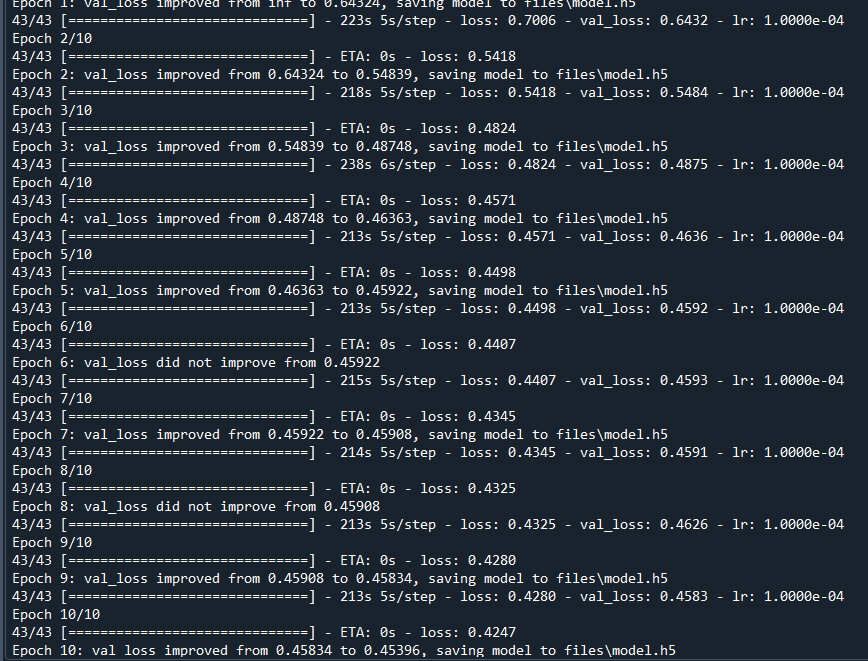 Epoch 1: val_loss improved from inf to 0.64324, saving model to files\model.h5
43/43 [==============================] - 223s 5s/step - loss: 0.7006 - val_loss: 0.6432 - lr: 1.0000e-04
Epoch 2/10
43/43 [==============================] - ETA: 0s - loss: 0.5418
Epoch 2: val_loss improved from 0.64324 to 0.54839, saving model to files\model.h5
43/43 [==============================] - 218s 5s/step - loss: 0.5418 - val_loss: 0.5484 - lr: 1.0000e-04
Epoch 3/10
43/43 [==============================] - ETA: 0s - loss: 0.4824
Epoch 3: val_loss improved from 0.54839 to 0.48748, saving model to files\model.h5
43/43 [==============================] - 238s 6s/step - loss: 0.4824 - val_loss: 0.4875 - lr: 1.0000e-04
Epoch 4/10
43/43 [==============================] - ETA: 0s - loss: 0.4571
Epoch 4: val_loss improved from 0.48748 to 0.46363, saving model to files\model.h5
43/43 [==============================] - 213s 5s/step - loss: 0.4571 - val_loss: 0.4636 - lr: 1.0000e-04
Epoch 5/10
43/43 [==============================] - ETA: 0s - loss: 0.4498
Epoch 5: val_loss improved from 0.46363 to 0.45922, saving model to files\model.h5
43/43 [==============================] - 213s 5s/step - loss: 0.4498 - val_loss: 0.4592 - lr: 1.0000e-04
Epoch 6/10
43/43 [==============================] - ETA: 0s - loss: 0.4407
Epoch 6: val_loss did not improve from 0.45922
43/43 [==============================] - 215s 5s/step - loss: 0.4407 - val_loss: 0.4593 - lr: 1.0000e-04
Epoch 7/10
43/43 [==============================] - ETA: 0s - loss: 0.4345
Epoch 7: val_loss improved from 0.45922 to 0.45908, saving model to files\model.h5
43/43 [==============================] - 214s 5s/step - loss: 0.4345 - val_loss: 0.4591 - lr: 1.0000e-04
Epoch 8/10
43/43 [==============================] - ETA: 0s - loss: 0.4325
Epoch 8: val_loss did not improve from 0.45908
43/43 [==============================] - 213s 5s/step - loss: 0.4325 - val_loss: 0.4626 - lr: 1.0000e-04
Epoch 9/10
43/43 [==============================] - ETA: 0s - loss: 0.4280
Epoch 9: val_loss improved from 0.45908 to 0.45834, saving model to files\model.h5
43/43 [==============================] - 213s 5s/step - loss: 0.4280 - val_loss: 0.4583 - lr: 1.0000e-04
Epoch 10/10
43/43 [==============================] - ETA: 0s - loss: 0.4247
Epoch 10: val_loss improved from 0.45834 to 0.45396, saving model to files\model.h5